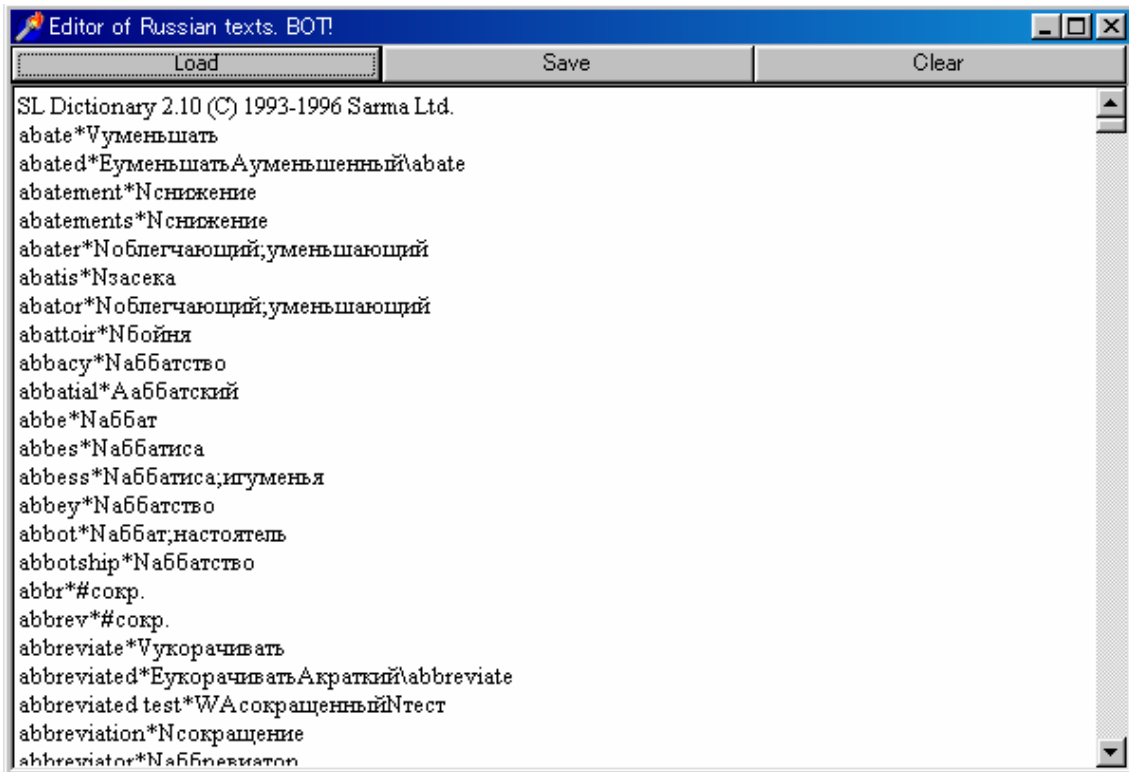 Editor of Russian texts. BOT!
Load Save Clear
SL Dictionary 2.10 (C) 1993-1996 Sarma Ltd.
abate*Vуменьшать
abated*EуменьшатьAуменьшенный\abate
abatement*Nснижение
abatements*Nснижение
abater*Nоблегчающий;уменьшающий
abatis*Nзасека
abator*Nоблегчающий;уменьшающий
abattoir*Nбойня
abbacy*Nаббатство
abbatial*Aаббатский
abbe*Nаббат
abbes*Nаббатиса
abbess*Nаббатиса;игуменья
abbey*Nаббатство
abbot*Nаббат;настоятель
abbotship*Nаббатство
abbr*#сокр.
abbrev*#сокр.
abbreviate*Vукорачивать
abbreviated*EукорачиватьAкраткий\abbreviate
abbreviated test*WAсокращенныйNтест
abbreviation*Nсокращение
abbreviator*Nаббревиатор